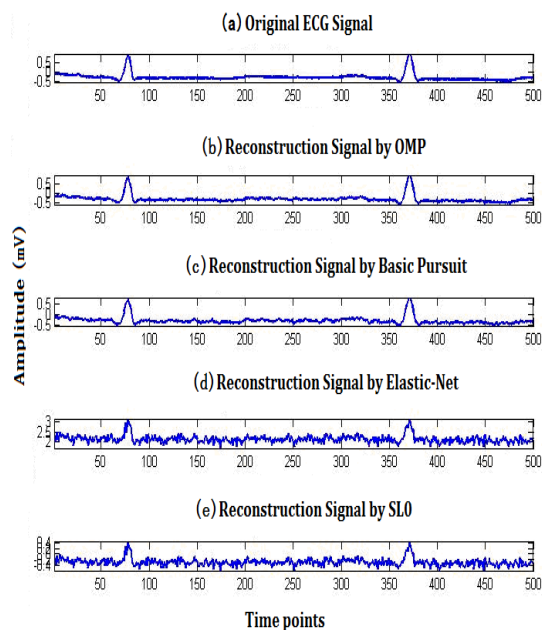 (a) Original ECG Signal
0.5
0
-0.5
50 100 150 200 250 300 350 400 450 500
(b) Reconstruction Signal by OMP
0.5
0
-0.5
50 100 150 200 250 300 350 400 450 500
(c) Reconstruction Signal by Basic Pursuit
0.5
0
-0.5
50 100 150 200 250 300 350 400 450 500
(d) Reconstruction Signal by Elastic-Net
3
2.5
2
50 100 150 200 250 300 350 400 450 500
(e) Reconstruction Signal by SL0
0.4
-0.4
50 100 150 200 250 300 350 400 450 500
Amplitude (mV)
Time points